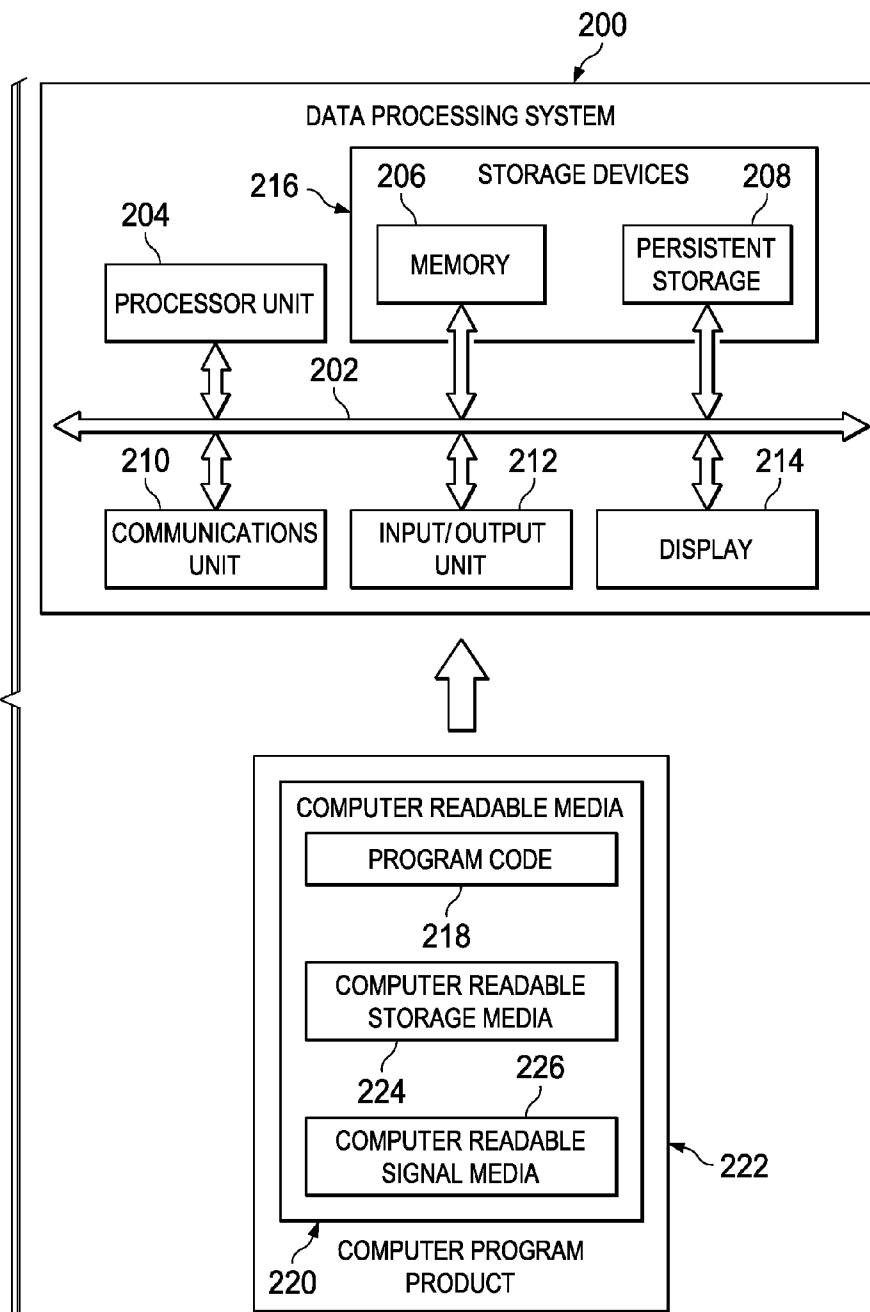 200
DATA PROCESSING SYSTEM
STORAGE DEVICES
216
206
208
204
MEMORY
PERSISTENT
STORAGE
PROCESSOR UNIT
202
210
212
214
COMMUNICATIONS
UNIT
INPUT/OUTPUT
UNIT
DISPLAY
COMPUTER READABLE MEDIA
PROGRAM CODE
218
COMPUTER READABLE
STORAGE MEDIA
224
226
COMPUTER READABLE
SIGNAL MEDIA
222
220
COMPUTER PROGRAM
PRODUCT